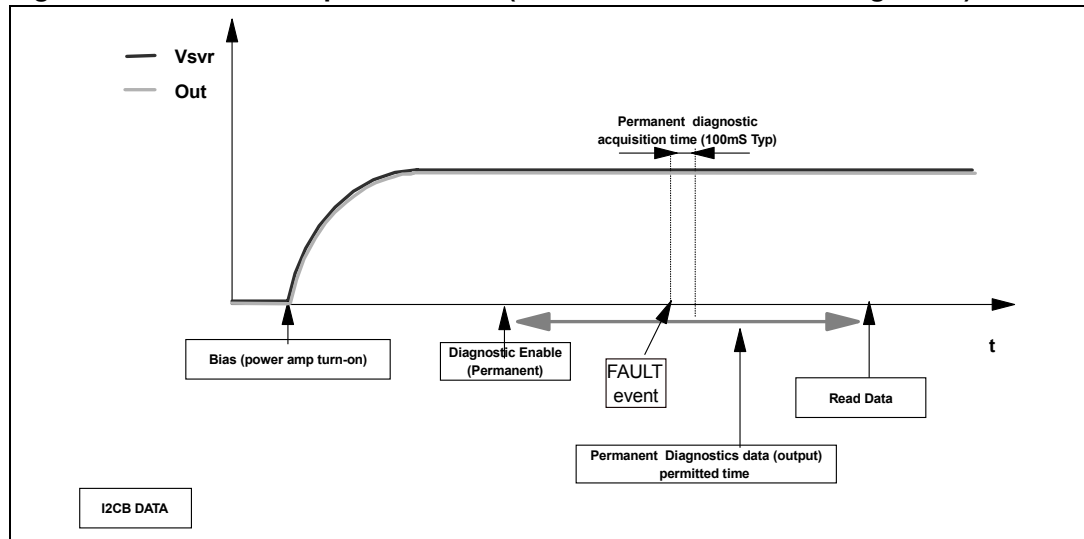 Vsvr
Out
Permanent diagnostic
acquisition time (100mS Typ)
t
Bias (power amp turn-on)
Diagnostic Enable
(Permanent)
FAULT
event
Read Data
Permanent Diagnostics data (output)
permitted time
I2CB DATA